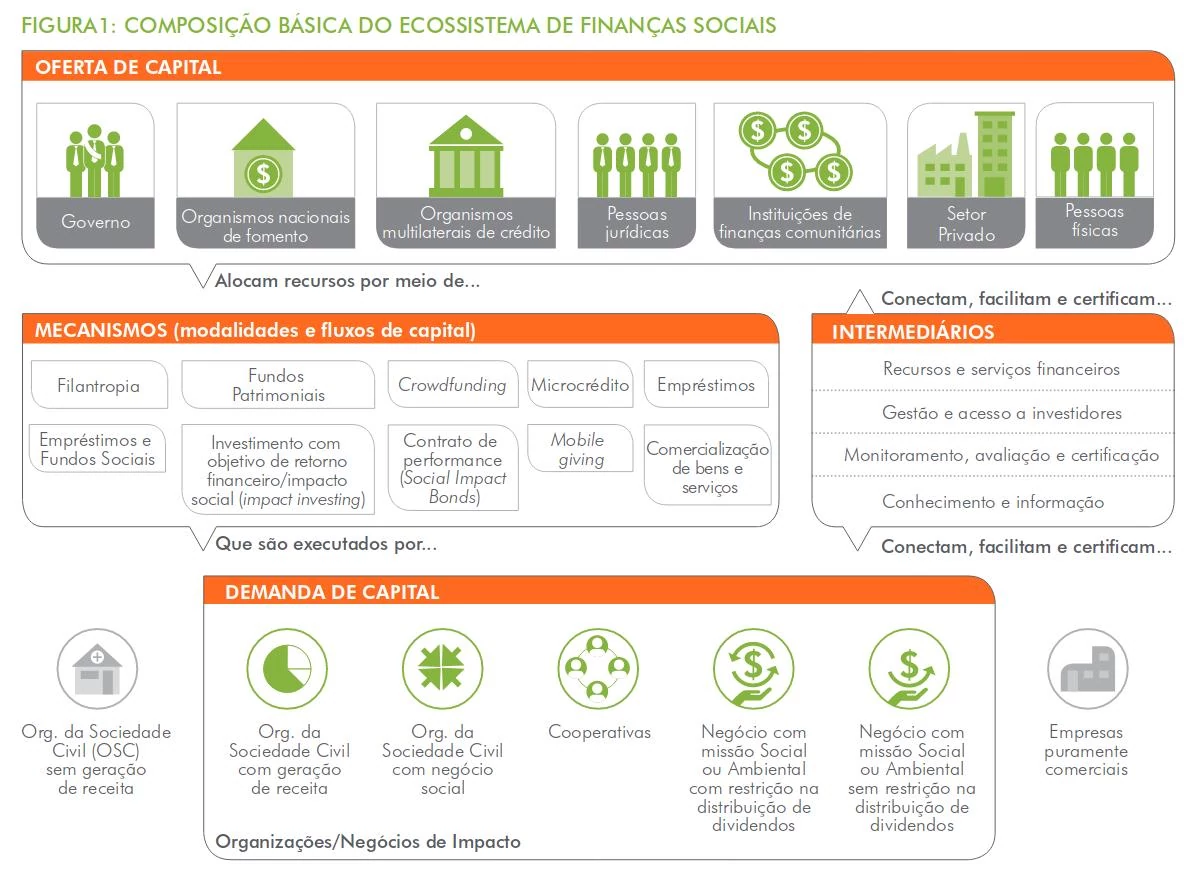 FIGURA1: COMPOSIÇÃO BÁSICA DO ECOSSISTEMA DE FINANÇAS SOCIAIS
OFERTA DE CAPITAL
Governo
Organismos nacionais
de fomento
Organismos
multilaterais de crédito
Pessoas
jurídicas
Instituições de
finanças comunitárias
Setor
Privado
Pessoas
físicas
Alocam recursos por meio de...
Conectam, facilitam e certificam...
MECANISMOS (modalidades e fluxos de capital)
Filantropia
Fundos
Patrimoniais
Crowdfunding
Microcrédito
Empréstimos
Empréstimos e
Fundos Sociais
Investimento com
objetivo de retorno
financeiro/impacto
social (impact investing)
Contrato de
performance
(Social Impact
Bonds)
Mobile
giving
Comercialização
de bens e
serviços
INTERMEDIÁRIOS
Recursos e serviços financeiros
Gestão e acesso a investidores
Monitoramento, avaliação e certificação
Conhecimento e informação
Que são executados por...
Conectam, facilitam e certificam...
DEMANDA DE CAPITAL
Org. da Sociedade
Civil (OSC)
sem geração
de receita
Org. da
Sociedade Civil
com geração
de receita
Org. da
Sociedade Civil
com negócio
social
Cooperativas
Negócio com
missão Social
ou Ambiental
com restrição na
distribuição de
dividendos
Negócio com
missão Social
ou Ambiental
sem restrição na
distribuição de
dividendos
Empresas
puramente
comerciais
Organizações/Negócios de Impacto